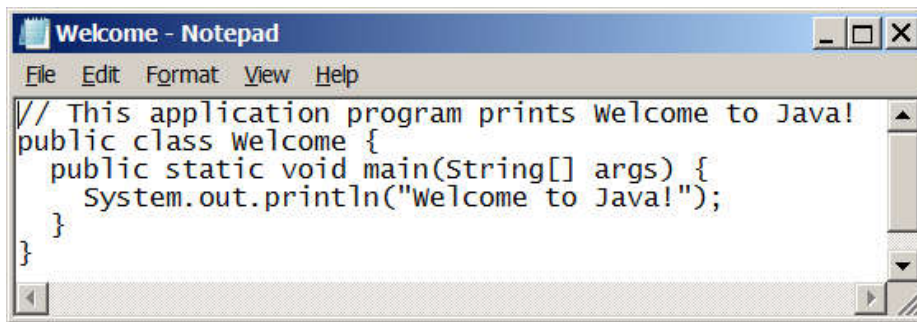 Welcome - Notepad
File Edit Format View Help
// This application program prints Welcome to Java!
public class Welcome {
  public static void main(String[] args) {
    System.out.println("Welcome to Java!");
  }
}